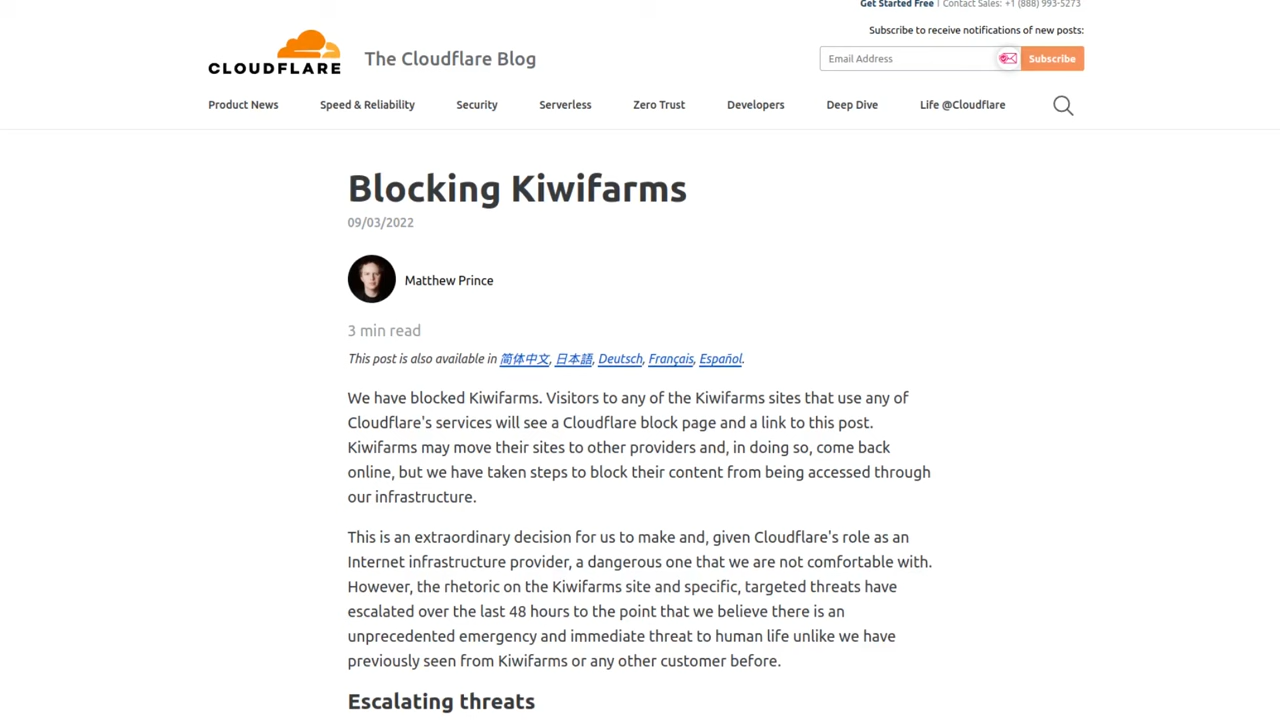 Get Started Free | Contact Sales: +1 (888) 993-5273
Subscribe to receive notifications of new posts:
CLOUDFLARE
The Cloudflare Blog
Email Address
Subscribe
Product News Speed & Reliability Security Serverless Zero Trust Developers Deep Dive Life @Cloudflare
Blocking Kiwifarms
09/03/2022
Matthew Prince
3 min read
This post is also available in 简体中文, 日本語, Deutsch, Français, Español.
We have blocked Kiwifarms. Visitors to any of the Kiwifarms sites that use any of
Cloudflare's services will see a Cloudflare block page and a link to this post.
Kiwifarms may move their sites to other providers and, in doing so, come back
online, but we have taken steps to block their content from being accessed through
our infrastructure.
This is an extraordinary decision for us to make and, given Cloudflare's role as an
Internet infrastructure provider, a dangerous one that we are not comfortable with.
However, the rhetoric on the Kiwifarms site and specific, targeted threats have
escalated over the last 48 hours to the point that we believe there is an
unprecedented emergency and immediate threat to human life unlike we have
previously seen from Kiwifarms or any other customer before.
Escalating threats